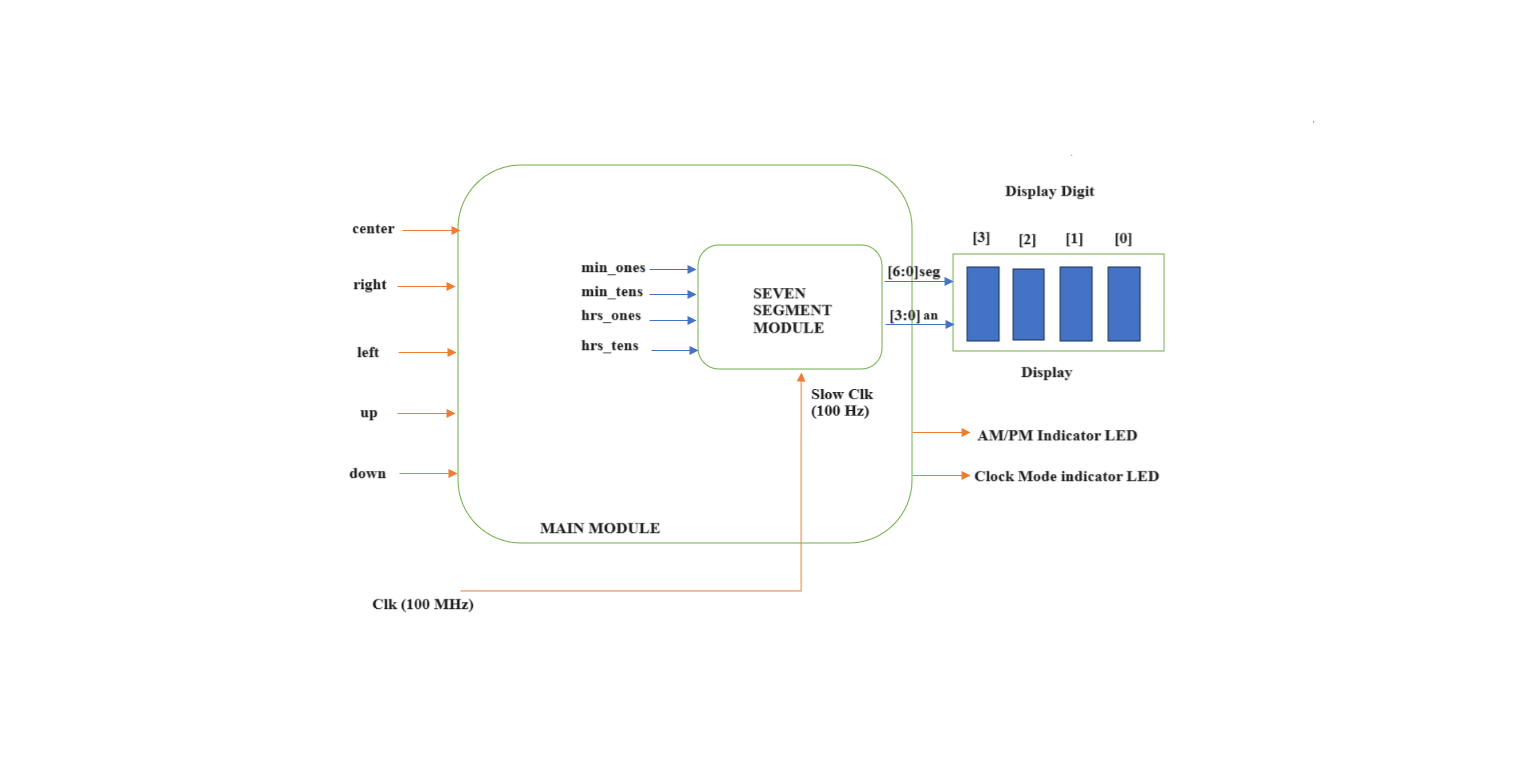 Display Digit
[3] [2] [1] [0]
center
right
left
up
down
min_ones
min_tens
hrs_ones
hrs_tens
SEVEN
SEGMENT
MODULE
[6:0]seg
[3:0] an
Display
Slow Clk
(100 Hz)
AM/PM Indicator LED
Clock Mode indicator LED
MAIN MODULE
Clk (100 MHz)